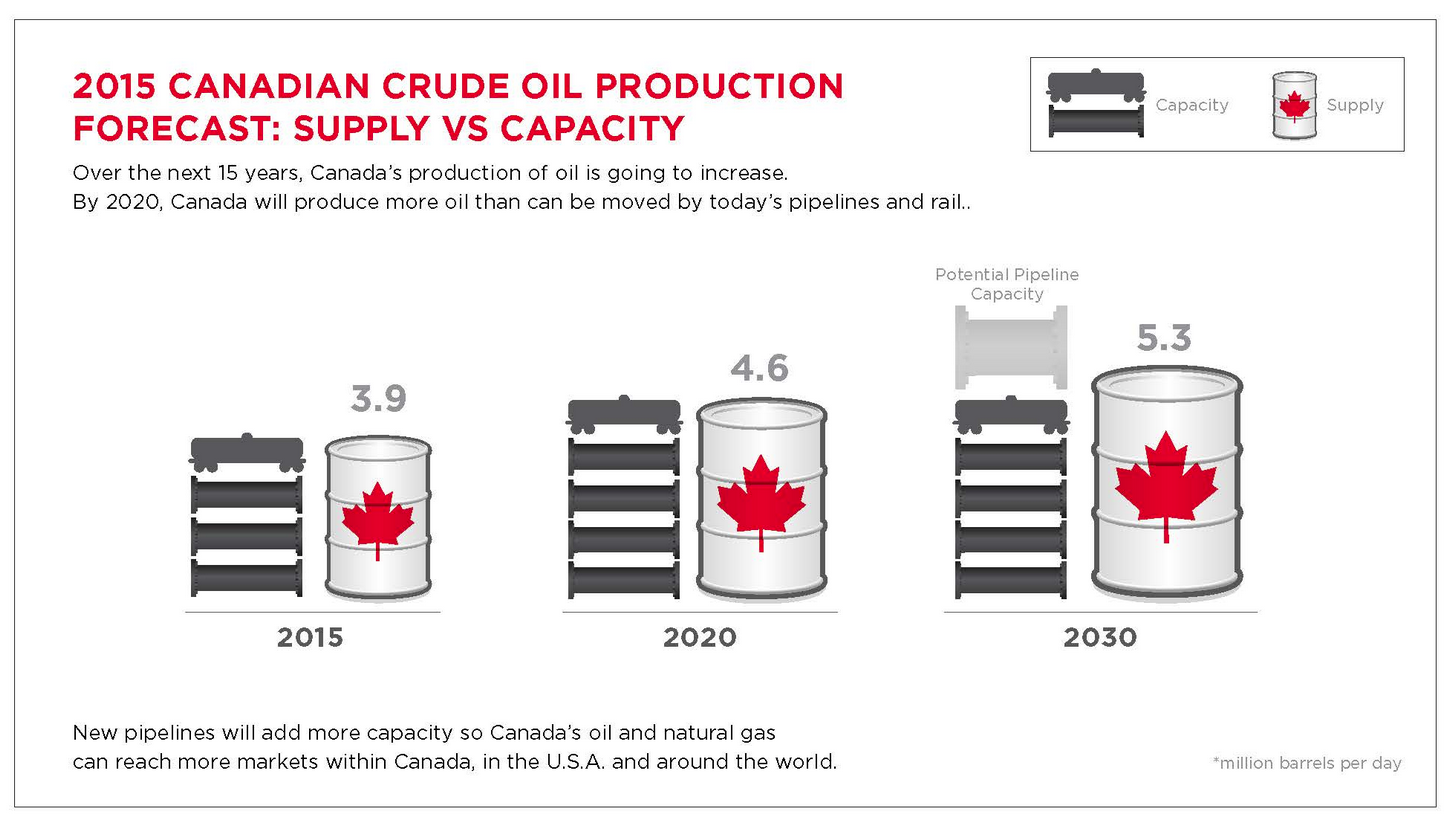 2015 CANADIAN CRUDE OIL PRODUCTION
FORECAST: SUPPLY VS CAPACITY
Over the next 15 years, Canada’s production of oil is going to increase.
By 2020, Canada will produce more oil than can be moved by today’s pipelines and rail..
Capacity
Supply
3.9
2015
4.6
2020
Potential Pipeline
Capacity
5.3
2030
New pipelines will add more capacity so Canada’s oil and natural gas
can reach more markets within Canada, in the U.S.A. and around the world.
*million barrels per day